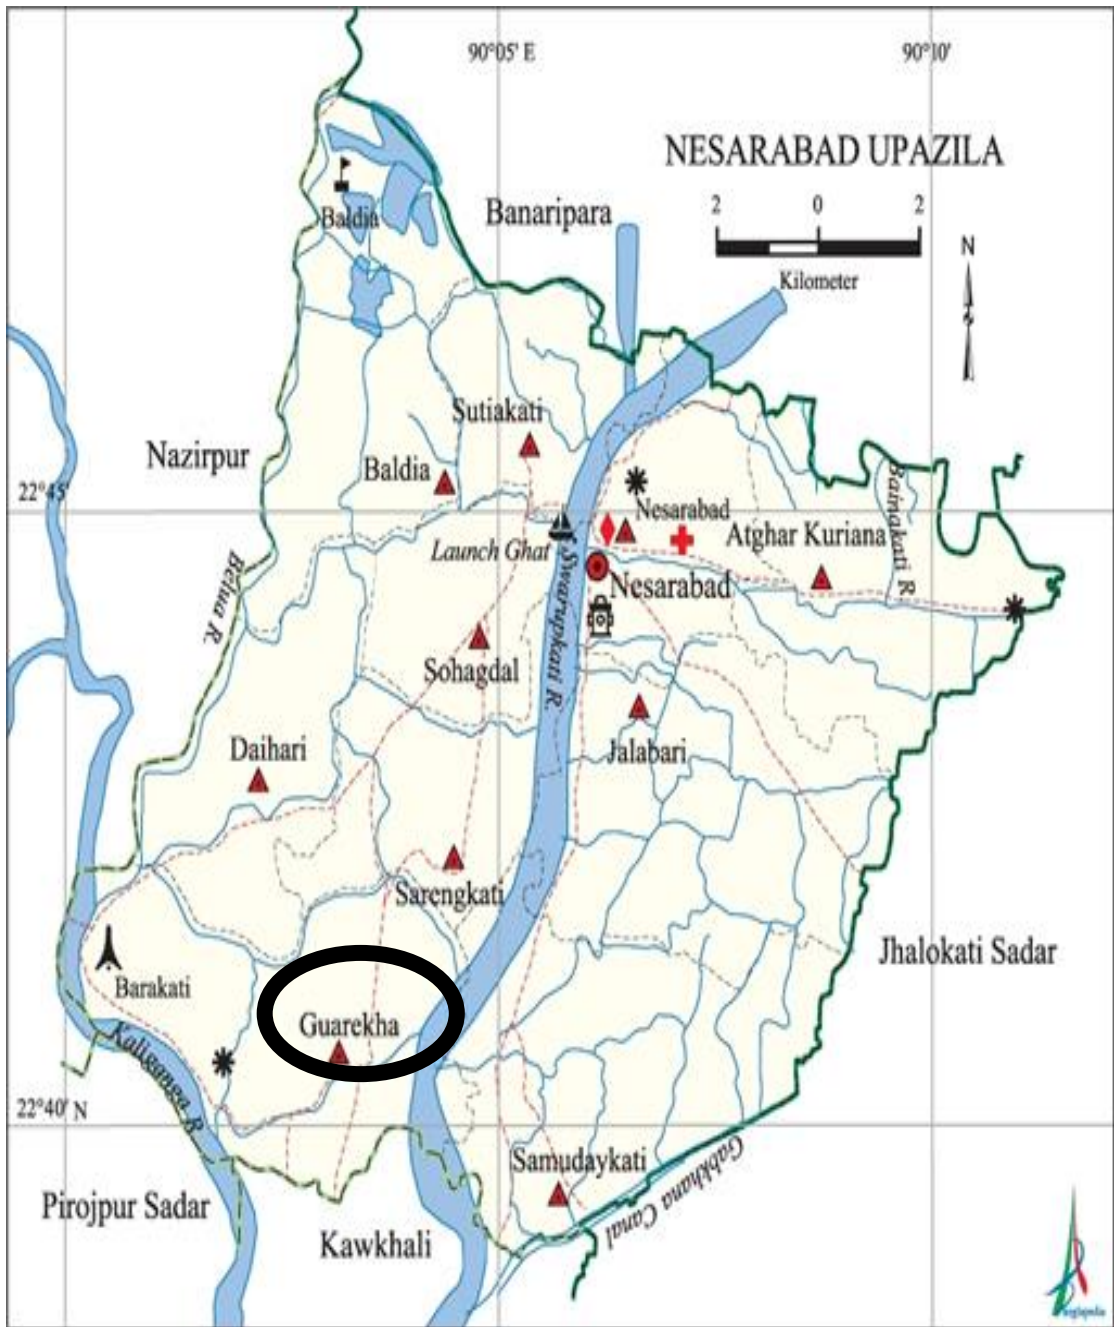 90°05' E
90°10'
NESARABAD UPAZILA
2 0 2
Kilometer
N
Banaripara
Baldia
Sutiakati
Nazirpur
Baldia
22°45'
Nesarabad
Bainakati R
Launch Ghat
Atghar Kuriana
Nesarabad
Belua R.
Swarupkati R.
Sohagdal
Daihari
Jalabari
Sarengkati
Jhalokati Sadar
Barakati
Guarekha
Kaliganga R
22°40' N
Samudaykati
Gabkhana Canal
Pirojpur Sadar
Kawkhali